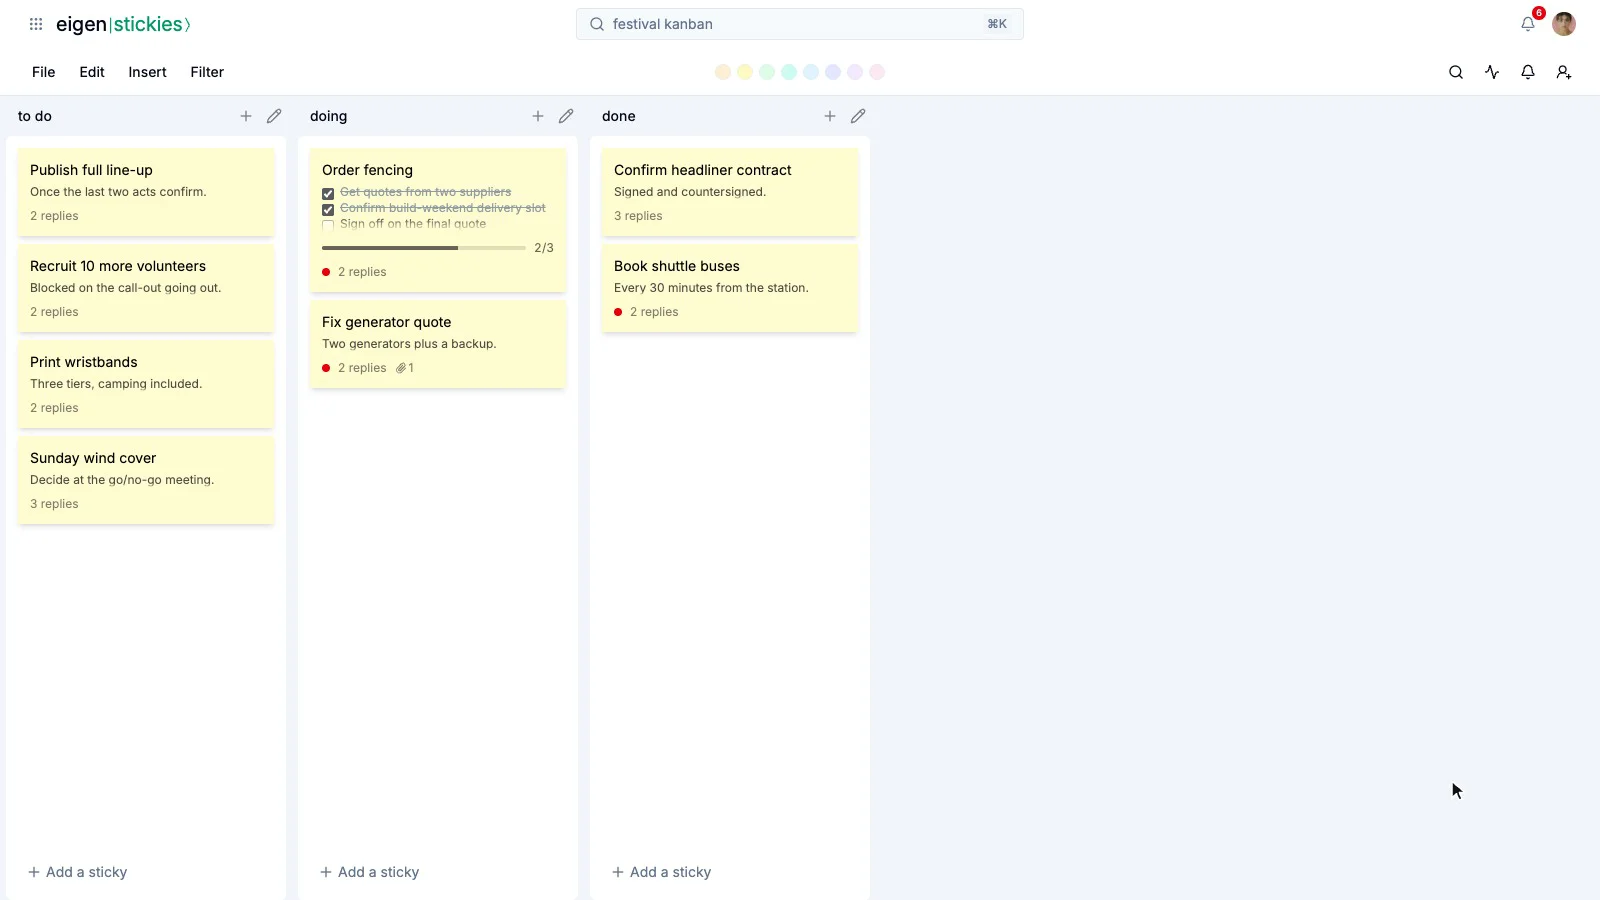 eigen|stickies⟩
festival kanban
⌘K
6
File Edit Insert Filter
to do
Publish full line-up
Once the last two acts confirm.
2 replies
Recruit 10 more volunteers
Blocked on the call-out going out.
2 replies
Print wristbands
Three tiers, camping included.
2 replies
Sunday wind cover
Decide at the go/no-go meeting.
3 replies
+ Add a sticky
doing
Order fencing
Get quotes from two suppliers
Confirm build-weekend delivery slot
Sign off on the final quote
2/3
2 replies
Fix generator quote
Two generators plus a backup.
2 replies 1
+ Add a sticky
done
Confirm headliner contract
Signed and countersigned.
3 replies
Book shuttle buses
Every 30 minutes from the station.
2 replies
+ Add a sticky